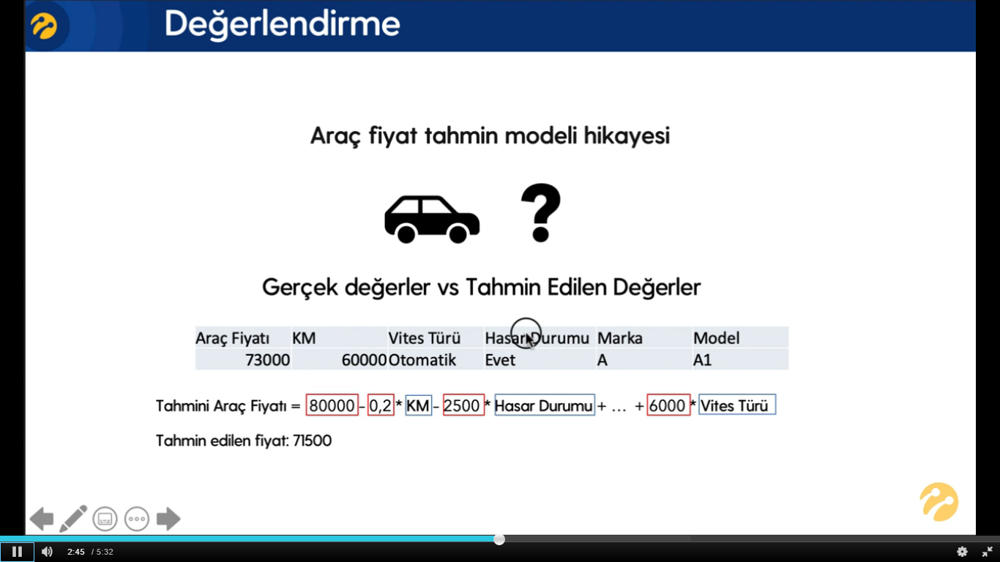 Değerlendirme
Araç fiyat tahmin modeli hikayesi
?
Gerçek değerler vs Tahmin Edilen Değerler
Araç Fiyatı KM Vites Türü Hasar Durumu Marka Model
73000 60000 Otomatik Evet A A1
Tahmini Araç Fiyatı = 80000 - 0,2 * KM - 2500 * Hasar Durumu + ... + 6000 * Vites Türü
Tahmin edilen fiyat: 71500
2:45 / 5:32